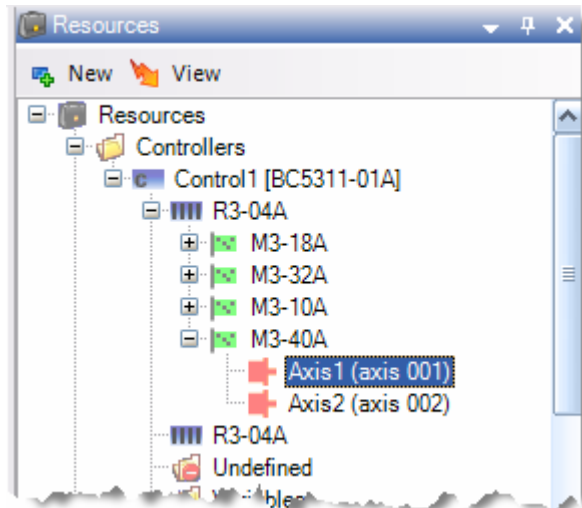 Resources
New View
Resources
Controllers
Control1 [BC5311-01A]
R3-04A
M3-18A
M3-32A
M3-10A
M3-40A
Axis1 (axis 001)
Axis2 (axis 002)
R3-04A
Undefined